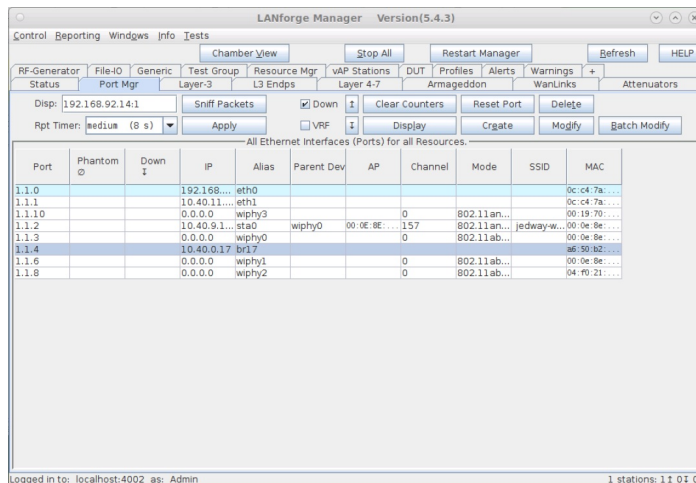 LANforge Manager Version(5.4.3)
Control Reporting Windows Info Tests
Chamber View Stop All Restart Manager Refresh HELP
RF-Generator File-IO Generic Test Group Resource Mgr vAP Stations DUT Profiles Alerts Warnings +
Status Port Mgr Layer-3 L3 Endps Layer 4-7 Armageddon WanLinks Attenuators
Disp: 192.168.92.14:1 Sniff Packets Down ↥ Clear Counters Reset Port Delete
Rpt Timer: medium (8 s) Apply VRF ↧ Display Create Modify Batch Modify
All Ethernet Interfaces (Ports) for all Resources.
Port Phantom ∅ Down ↧ IP Alias Parent Dev AP Channel Mode SSID MAC
1.1.0 192.168.... eth0 0c:c4:7a:...
1.1.1 10.40.11.... eth1 0c:c4:7a:...
1.1.10 0.0.0.0 wiphy3 0 802.11an... 00:19:70:...
1.1.2 10.40.9.1... sta0 wiphy0 00:0E:8E:... 157 802.11an... jedway-w... 00:0e:8e:...
1.1.3 0.0.0.0 wiphy0 0 802.11ab... 00:0e:8e:...
1.1.4 10.40.0.17 br17 a6:50:b2:...
1.1.6 0.0.0.0 wiphy1 0 802.11ab... 00:0e:8e:...
1.1.8 0.0.0.0 wiphy2 0 802.11ab... 04:f0:21:...
Logged in to: localhost:4002 as: Admin 1 stations: 1↥ 0↧